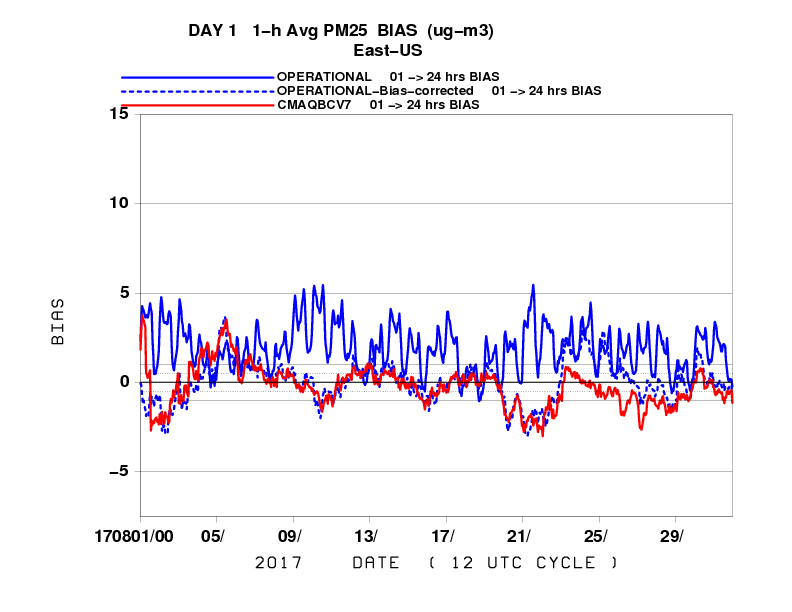 DAY 1 1-h Avg PM25 BIAS (ug-m3)
East-US
OPERATIONAL 01 -> 24 hrs BIAS
OPERATIONAL-Bias-corrected 01 -> 24 hrs BIAS
CMAQBCV7 01 -> 24 hrs BIAS
15
10
5
0
-5
BIAS
170801/00 05/ 09/ 13/ 17/ 21/ 25/ 29/
2017 DATE ( 12 UTC CYCLE )